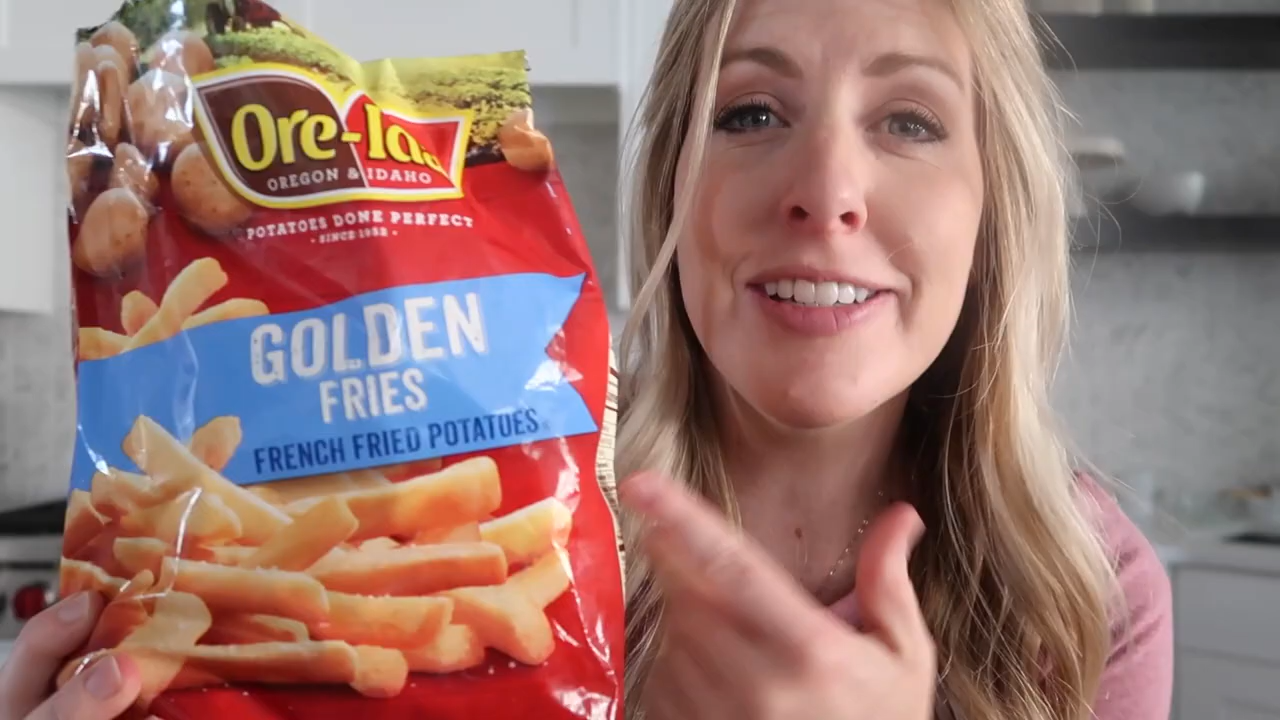 Ore-Ida
OREGON & IDAHO
POTATOES DONE PERFECT
- SINCE 1952 -
GOLDEN
FRIES
FRENCH FRIED POTATOES